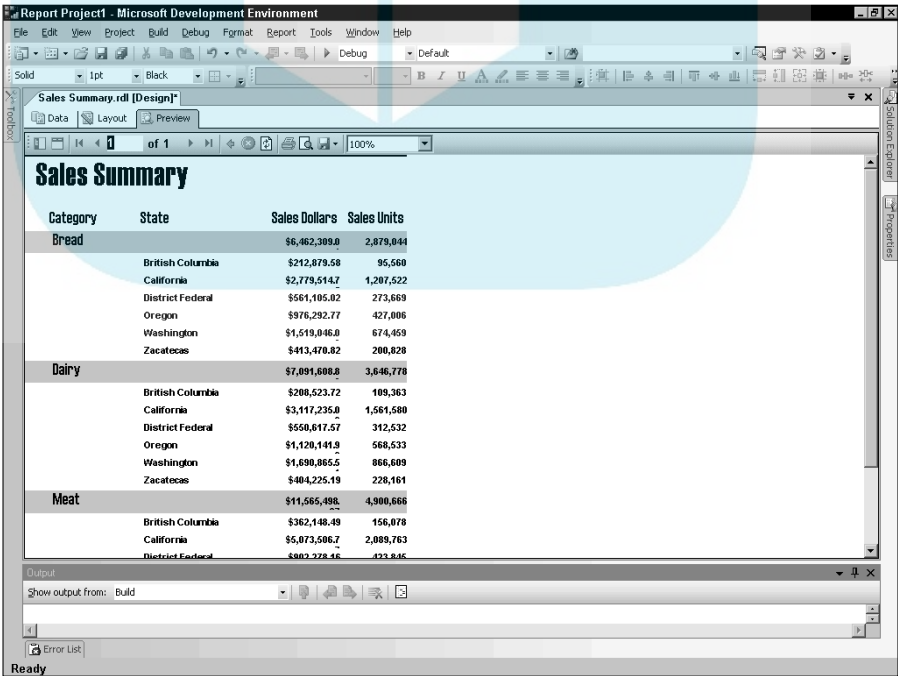 Report Project1 - Microsoft Development Environment
File Edit View Project Build Debug Format Report Tools Window Help
Debug Default
Solid 1pt Black B I U A
Toolbox
Sales Summary.rdl [Design]*
Data Layout Preview
1 of 1 100%
Sales Summary
Category State Sales Dollars Sales Units
Bread $6,462,309.0 2,879,044
British Columbia $212,879.58 95,560
California $2,779,514.7 1,207,522
District Federal $561,105.02 273,669
Oregon $976,292.77 427,006
Washington $1,519,046.0 674,459
Zacatecas $413,470.82 200,828
Dairy $7,091,608.8 3,646,778
British Columbia $208,523.72 109,363
California $3,117,235.0 1,561,580
District Federal $550,617.57 312,532
Oregon $1,120,141.9 568,533
Washington $1,690,865.5 866,609
Zacatecas $404,225.19 228,161
Meat $11,565,498. 4,900,666
British Columbia $362,148.49 156,078
California $5,073,506.7 2,089,763
District Federal $902,278.16 423,845
Solution Explorer
Properties
Output
Show output from: Build
Error List
Ready